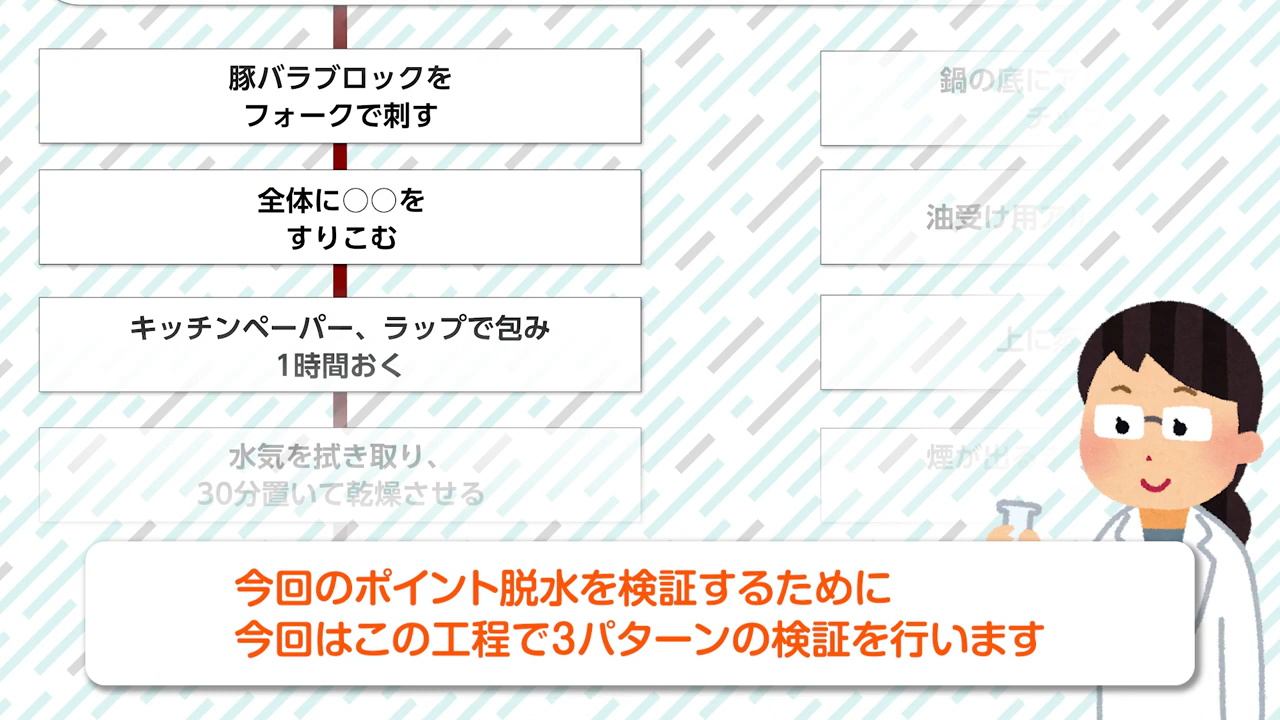 豚バラブロックを
フォークで刺す
全体に○○を
すりこむ
キッチンペーパー、ラップで包み
1時間おく
水気を拭き取り、
30分置いて乾燥させる
鍋の底に
油受け用ア
上に
煙が出
今回のポイント脱水を検証するために
今回はこの工程で3パターンの検証を行います